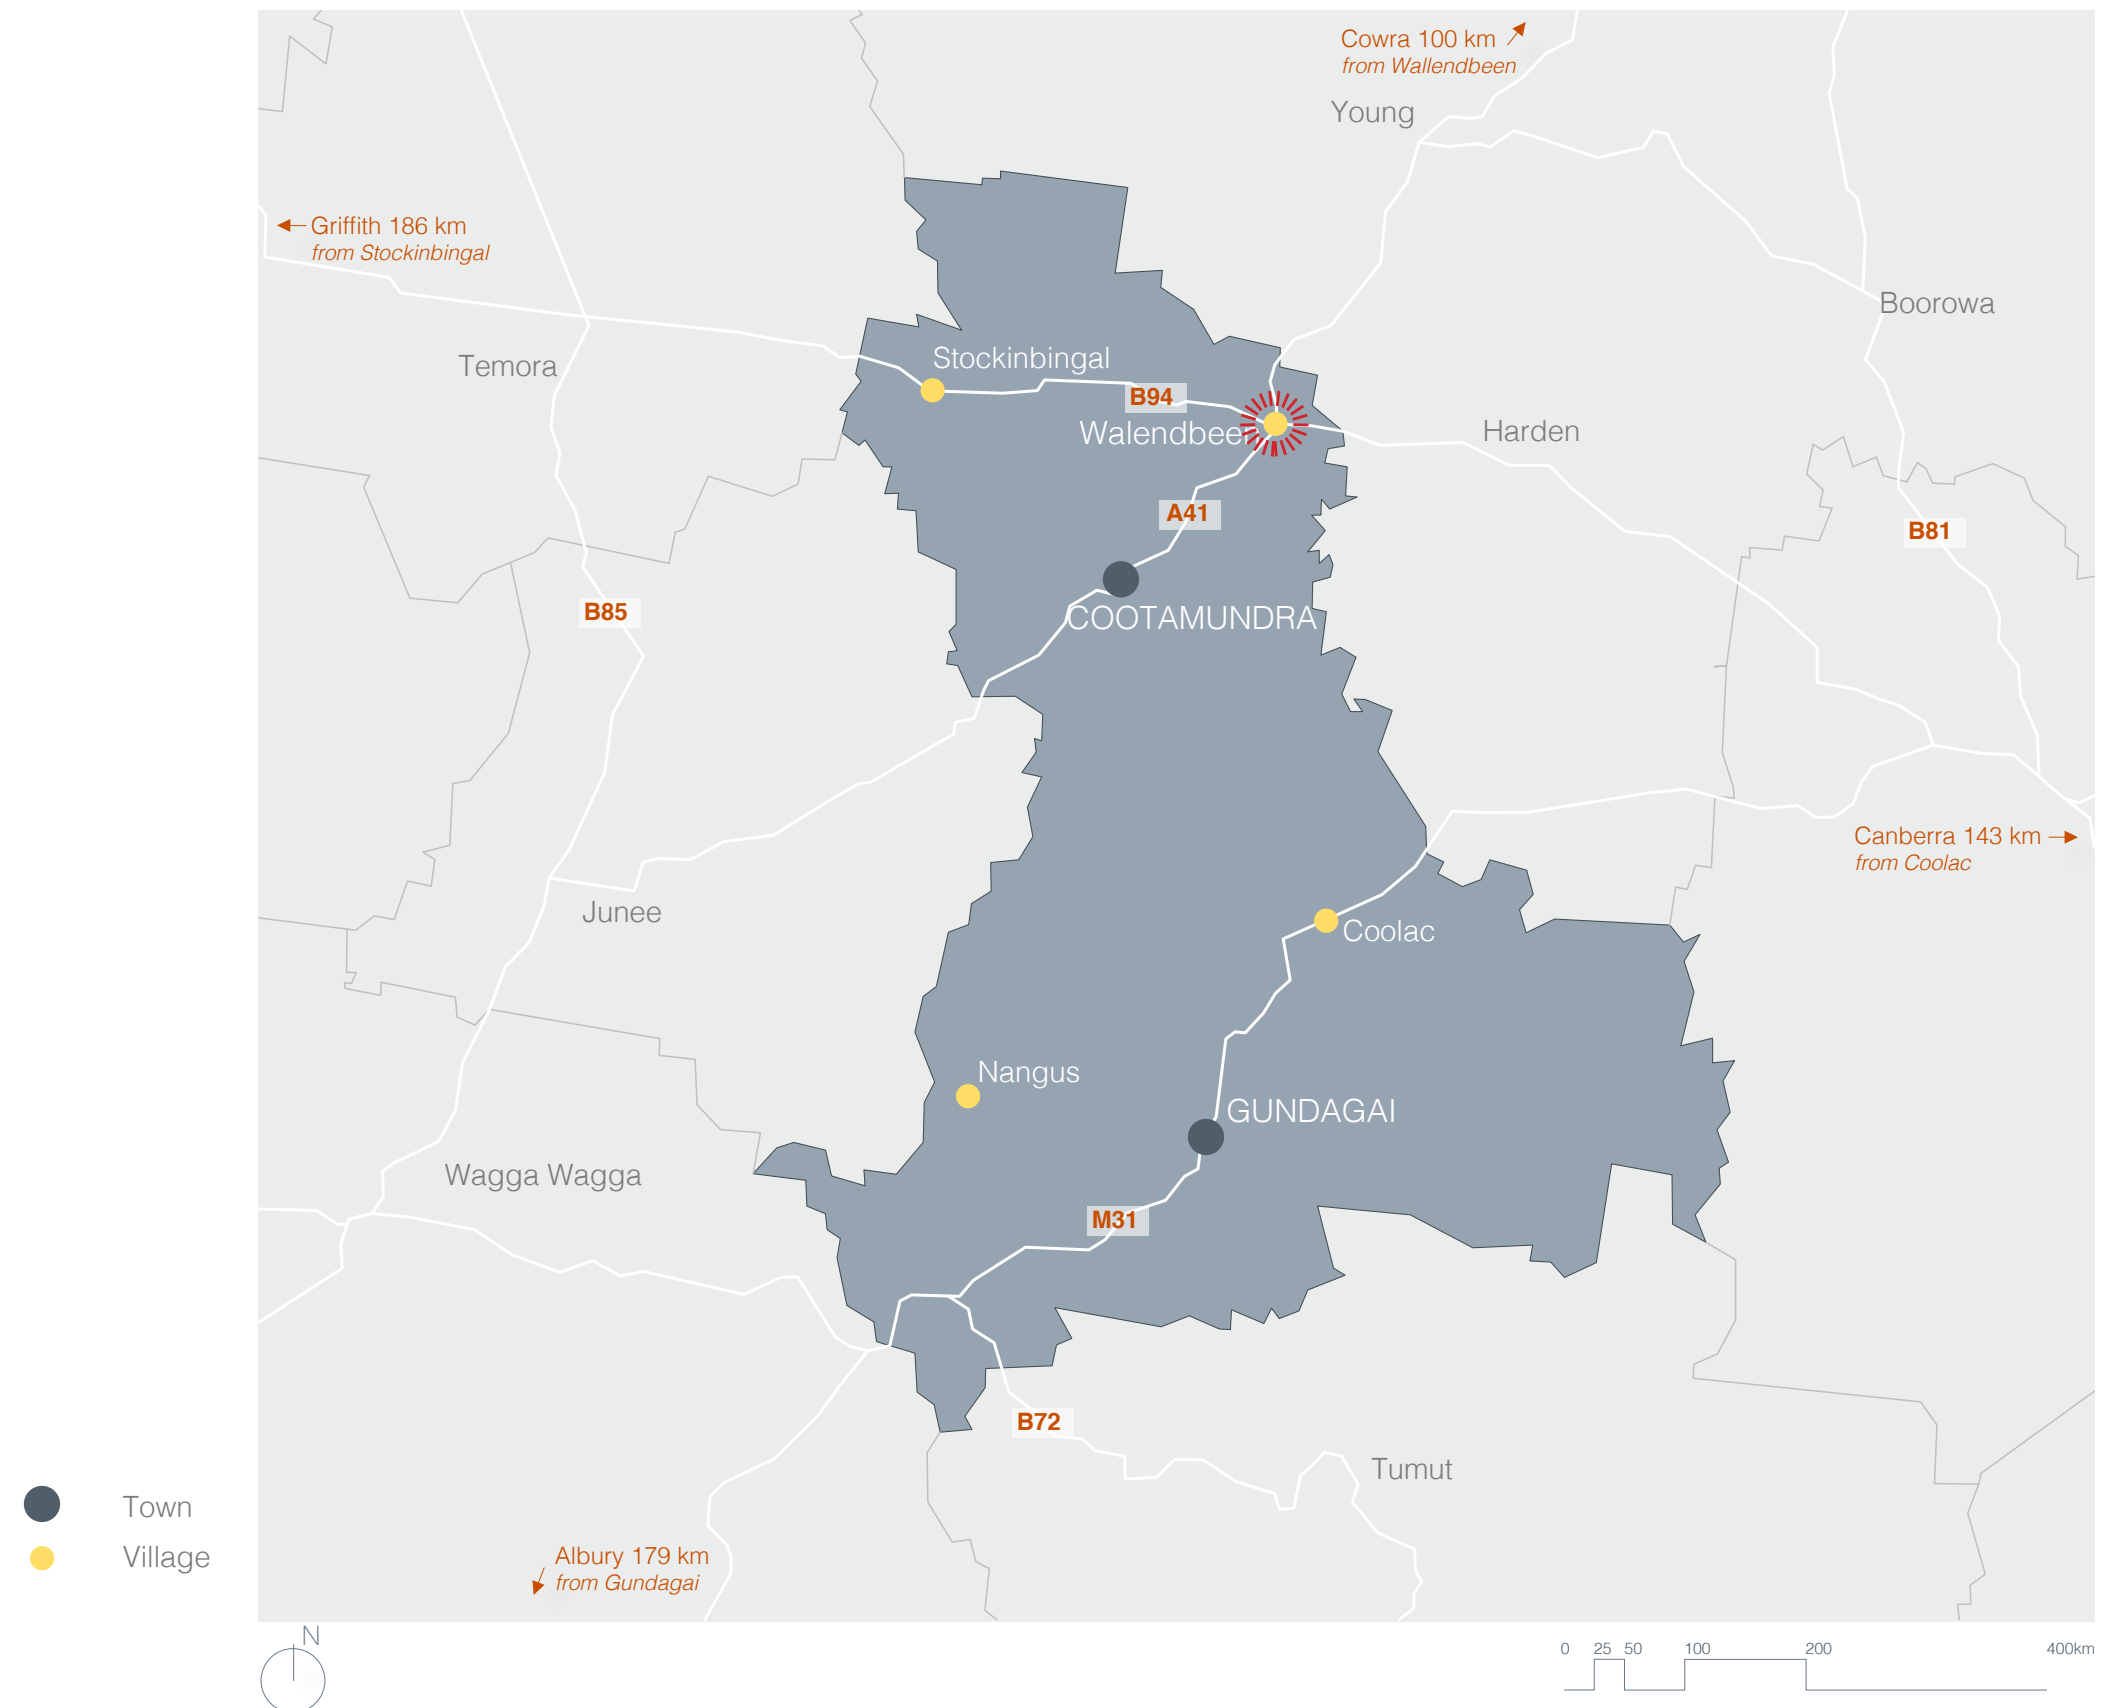 Cowra 100 km
from Wallendbeen
Young
Griffith 186 km
from Stockinbingal
Boorowa
Stockinbingal
Temora
B94
Walendbeen
Harden
A41
B81
B85
COOTAMUNDRA
Canberra 143 km
from Coolac
Junee
Coolac
Nangus
GUNDAGAI
Wagga Wagga
M31
B72
Tumut
Town
Village
Albury 179 km
from Gundagai
N
0 25 50 100 200 400km